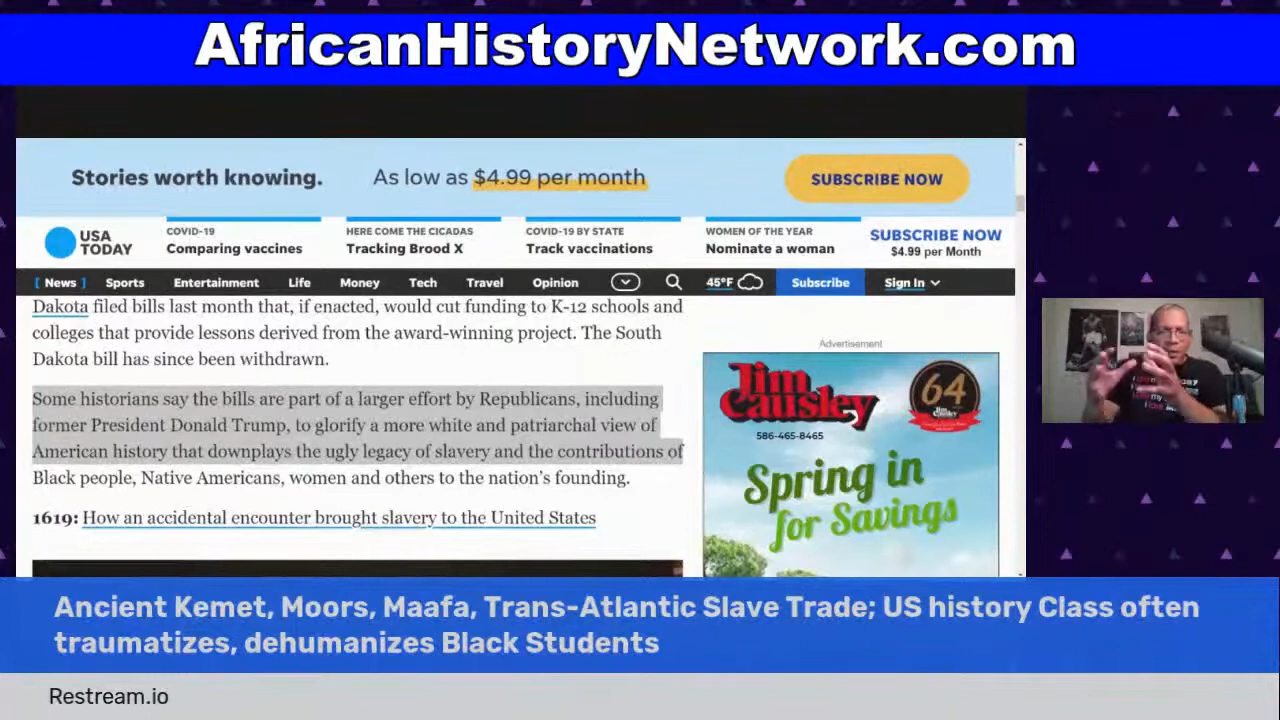 AfricanHistoryNetwork.com
Stories worth knowing.
As low as $4.99 per month
SUBSCRIBE NOW
USA
TODAY
COVID-19
Comparing vaccines
HERE COME THE CICADAS
Tracking Brood X
COVID-19 BY STATE
Track vaccinations
WOMEN OF THE YEAR
Nominate a woman
SUBSCRIBE NOW
$4.99 per Month
[ News ] Sports Entertainment Life Money Tech Travel Opinion 45°F Subscribe Sign In
Dakota filed bills last month that, if enacted, would cut funding to K-12 schools and
colleges that provide lessons derived from the award-winning project. The South
Dakota bill has since been withdrawn.
Some historians say the bills are part of a larger effort by Republicans, including
former President Donald Trump, to glorify a more white and patriarchal view of
American history that downplays the ugly legacy of slavery and the contributions of
Black people, Native Americans, women and others to the nation's founding.
1619: How an accidental encounter brought slavery to the United States
Advertisement
Jim
Causley
586-465-8465
64
Spring in
for Savings
Ancient Kemet, Moors, Maafa, Trans-Atlantic Slave Trade; US history Class often
traumatizes, dehumanizes Black Students
Restream.io